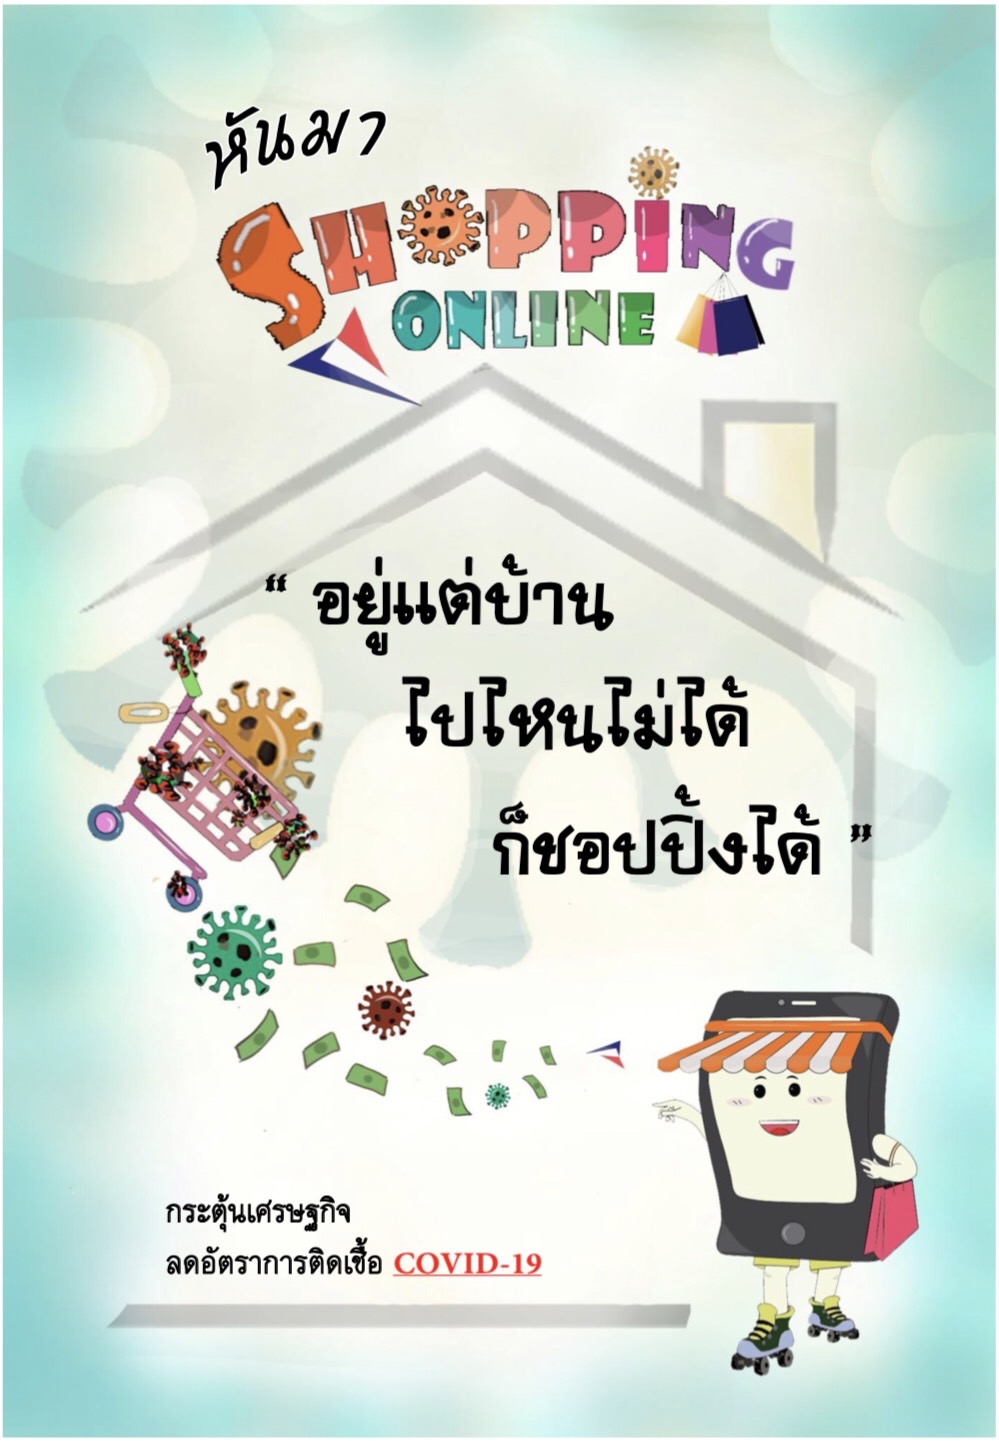 หันมา
SHOPPING
ONLINE
“ อยู่แต่บ้าน
ไปไหนไม่ได้
ก็ชอปปิ้งได้ ”
กระตุ้นเศรษฐกิจ
ลดอัตราการติดเชื้อ COVID-19